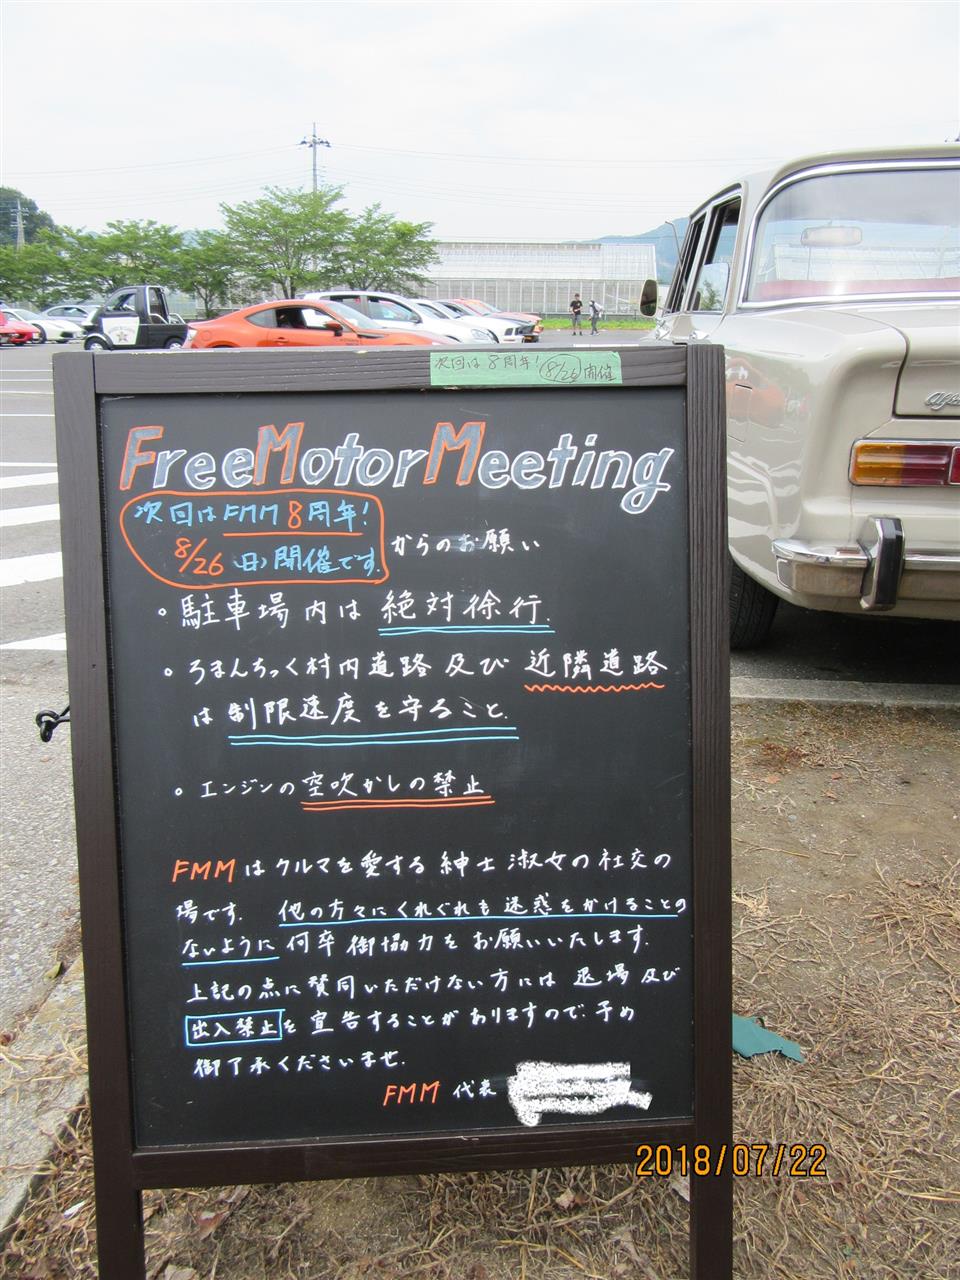 次回は8周年! 8/26 開催
FreeMotorMeeting
次回はFMM 8周年!
8/26 (日)開催です.
からのお願い
。駐車場内は 絶対徐行.
。ろまんちっく村内道路及び 近隣道路
は制限速度を守ること.
。エンジンの空吹かしの禁止
FMMはクルマを愛する紳士淑女の社交の
場です. 他の方々にくれぐれも迷惑をかけることの
ないように何卒御協力をお願いいたします.
上記の点に賛同いただけない方には退場及び
出入禁止を宣告することがありますので予め
御了承くださいませ.
FMM 代表
2018/07/22